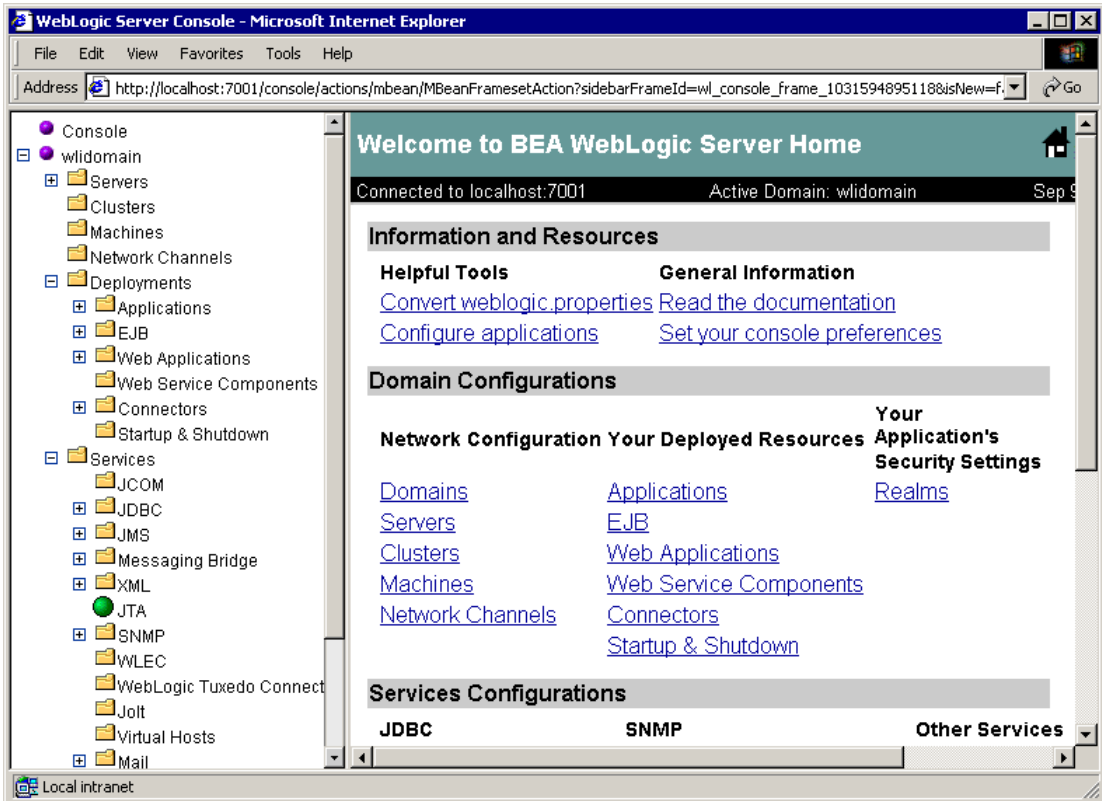 WebLogic Server Console - Microsoft Internet Explorer
File Edit View Favorites Tools Help
Address http://localhost:7001/console/actions/mbean/MBeanFramesetAction?sidebarFrameId=wl_console_frame_1031594895118&isNew=f Go
Console
wlidomain
Servers
Clusters
Machines
Network Channels
Deployments
Applications
EJB
Web Applications
Web Service Components
Connectors
Startup & Shutdown
Services
JCOM
JDBC
JMS
Messaging Bridge
XML
JTA
SNMP
WLEC
WebLogic Tuxedo Connect
Jolt
Virtual Hosts
Mail
Welcome to BEA WebLogic Server Home
Connected to localhost:7001 Active Domain: wlidomain Sep 9
Information and Resources
Helpful Tools General Information
Convert weblogic.properties Read the documentation
Configure applications Set your console preferences
Domain Configurations
Network Configuration Your Deployed Resources Your
Application's
Security Settings
Domains Applications Realms
Servers EJB
Clusters Web Applications
Machines Web Service Components
Network Channels Connectors
Startup & Shutdown
Services Configurations
JDBC SNMP Other Services
Local intranet